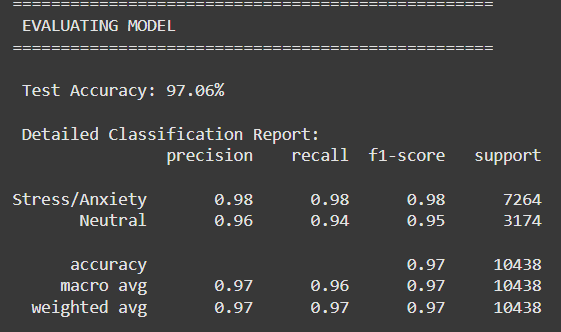 ==================================================
EVALUATING MODEL
==================================================
Test Accuracy: 97.06%
Detailed Classification Report:
precision recall f1-score support
Stress/Anxiety 0.98 0.98 0.98 7264
Neutral 0.96 0.94 0.95 3174
accuracy 0.97 10438
macro avg 0.97 0.96 0.97 10438
weighted avg 0.97 0.97 0.97 10438